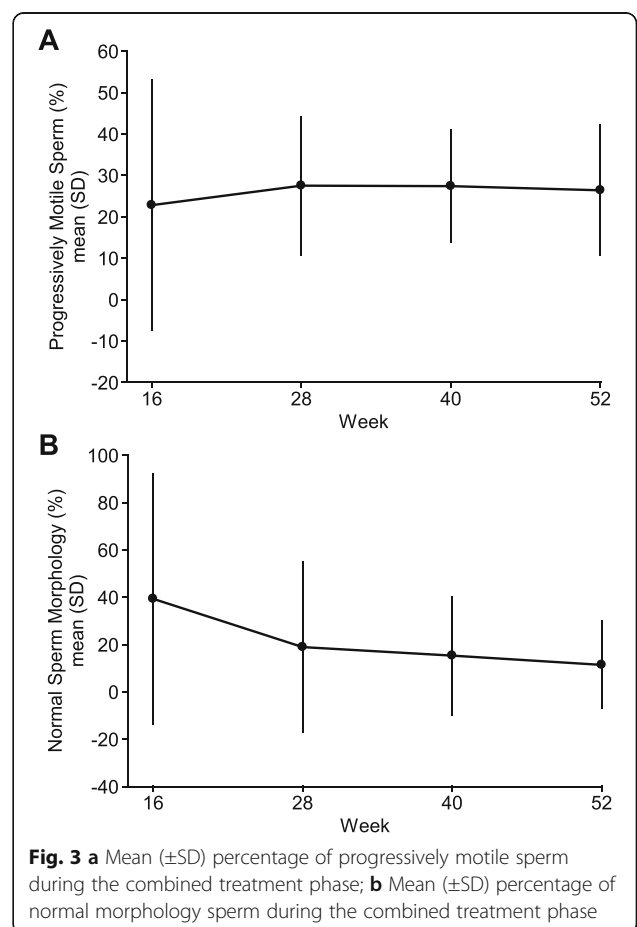 A
Progressively Motile Sperm (%)
mean (SD)
60
50
40
30
20
10
0
-10
-20
16 28 40 52
Week
B
Normal Sperm Morphology (%)
mean (SD)
100
80
60
40
20
0
-20
-40
16 28 40 52
Week
Fig. 3 a Mean (±SD) percentage of progressively motile sperm
during the combined treatment phase; b Mean (±SD) percentage of
normal morphology sperm during the combined treatment phase